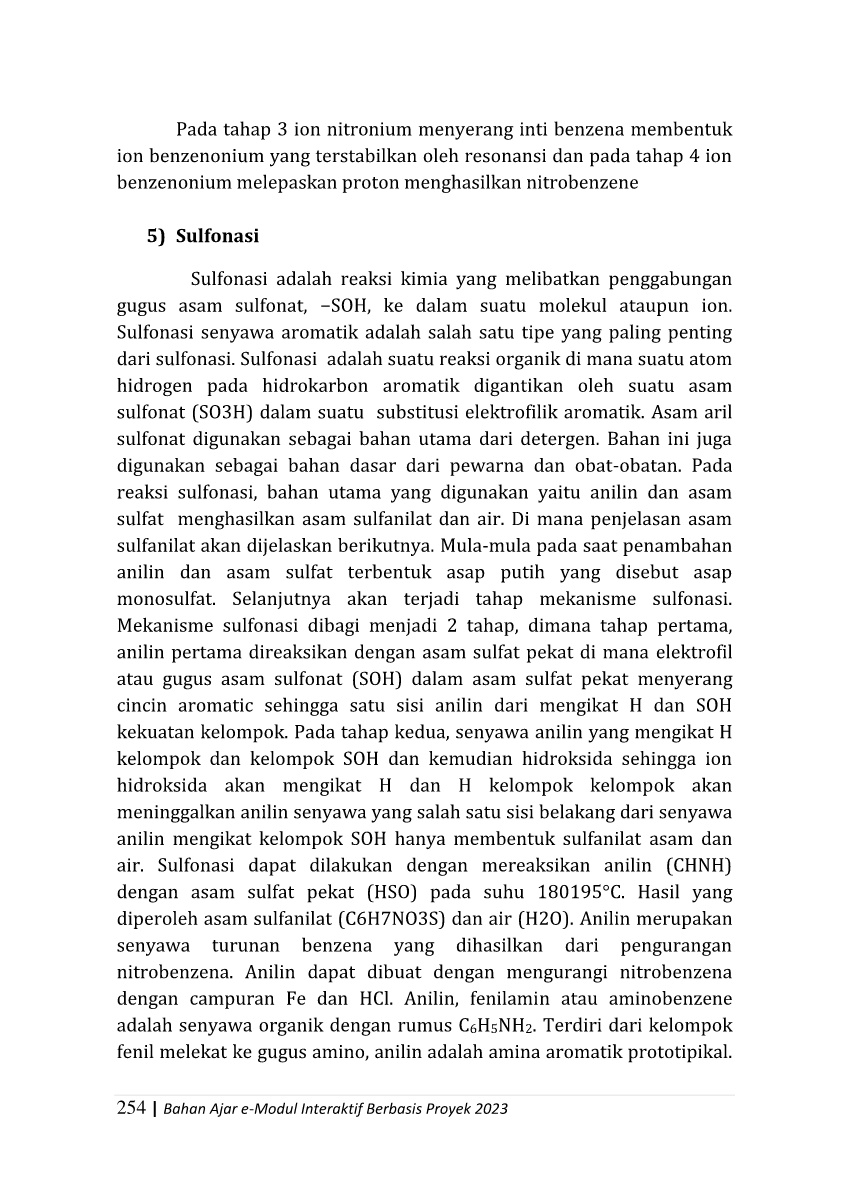 Pada tahap 3 ion nitronium menyerang inti benzena membentuk
ion benzenonium yang terstabilkan oleh resonansi dan pada tahap 4 ion
benzenonium melepaskan proton menghasilkan nitrobenzene
5) Sulfonasi
Sulfonasi adalah reaksi kimia yang melibatkan penggabungan
gugus asam sulfonat, −SOH, ke dalam suatu molekul ataupun ion.
Sulfonasi senyawa aromatik adalah salah satu tipe yang paling penting
dari sulfonasi. Sulfonasi adalah suatu reaksi organik di mana suatu atom
hidrogen pada hidrokarbon aromatik digantikan oleh suatu asam
sulfonat (SO3H) dalam suatu substitusi elektrofilik aromatik. Asam aril
sulfonat digunakan sebagai bahan utama dari detergen. Bahan ini juga
digunakan sebagai bahan dasar dari pewarna dan obat-obatan. Pada
reaksi sulfonasi, bahan utama yang digunakan yaitu anilin dan asam
sulfat menghasilkan asam sulfanilat dan air. Di mana penjelasan asam
sulfanilat akan dijelaskan berikutnya. Mula-mula pada saat penambahan
anilin dan asam sulfat terbentuk asap putih yang disebut asap
monosulfat. Selanjutnya akan terjadi tahap mekanisme sulfonasi.
Mekanisme sulfonasi dibagi menjadi 2 tahap, dimana tahap pertama,
anilin pertama direaksikan dengan asam sulfat pekat di mana elektrofil
atau gugus asam sulfonat (SOH) dalam asam sulfat pekat menyerang
cincin aromatic sehingga satu sisi anilin dari mengikat H dan SOH
kekuatan kelompok. Pada tahap kedua, senyawa anilin yang mengikat H
kelompok dan kelompok SOH dan kemudian hidroksida sehingga ion
hidroksida akan mengikat H dan H kelompok kelompok akan
meninggalkan anilin senyawa yang salah satu sisi belakang dari senyawa
anilin mengikat kelompok SOH hanya membentuk sulfanilat asam dan
air. Sulfonasi dapat dilakukan dengan mereaksikan anilin (CHNH)
dengan asam sulfat pekat (HSO) pada suhu 180195°C. Hasil yang
diperoleh asam sulfanilat (C6H7NO3S) dan air (H2O). Anilin merupakan
senyawa turunan benzena yang dihasilkan dari pengurangan
nitrobenzena. Anilin dapat dibuat dengan mengurangi nitrobenzena
dengan campuran Fe dan HCl. Anilin, fenilamin atau aminobenzene
adalah senyawa organik dengan rumus C₆H₅NH₂. Terdiri dari kelompok
fenil melekat ke gugus amino, anilin adalah amina aromatik prototipikal.
254 | Bahan Ajar e-Modul Interaktif Berbasis Proyek 2023